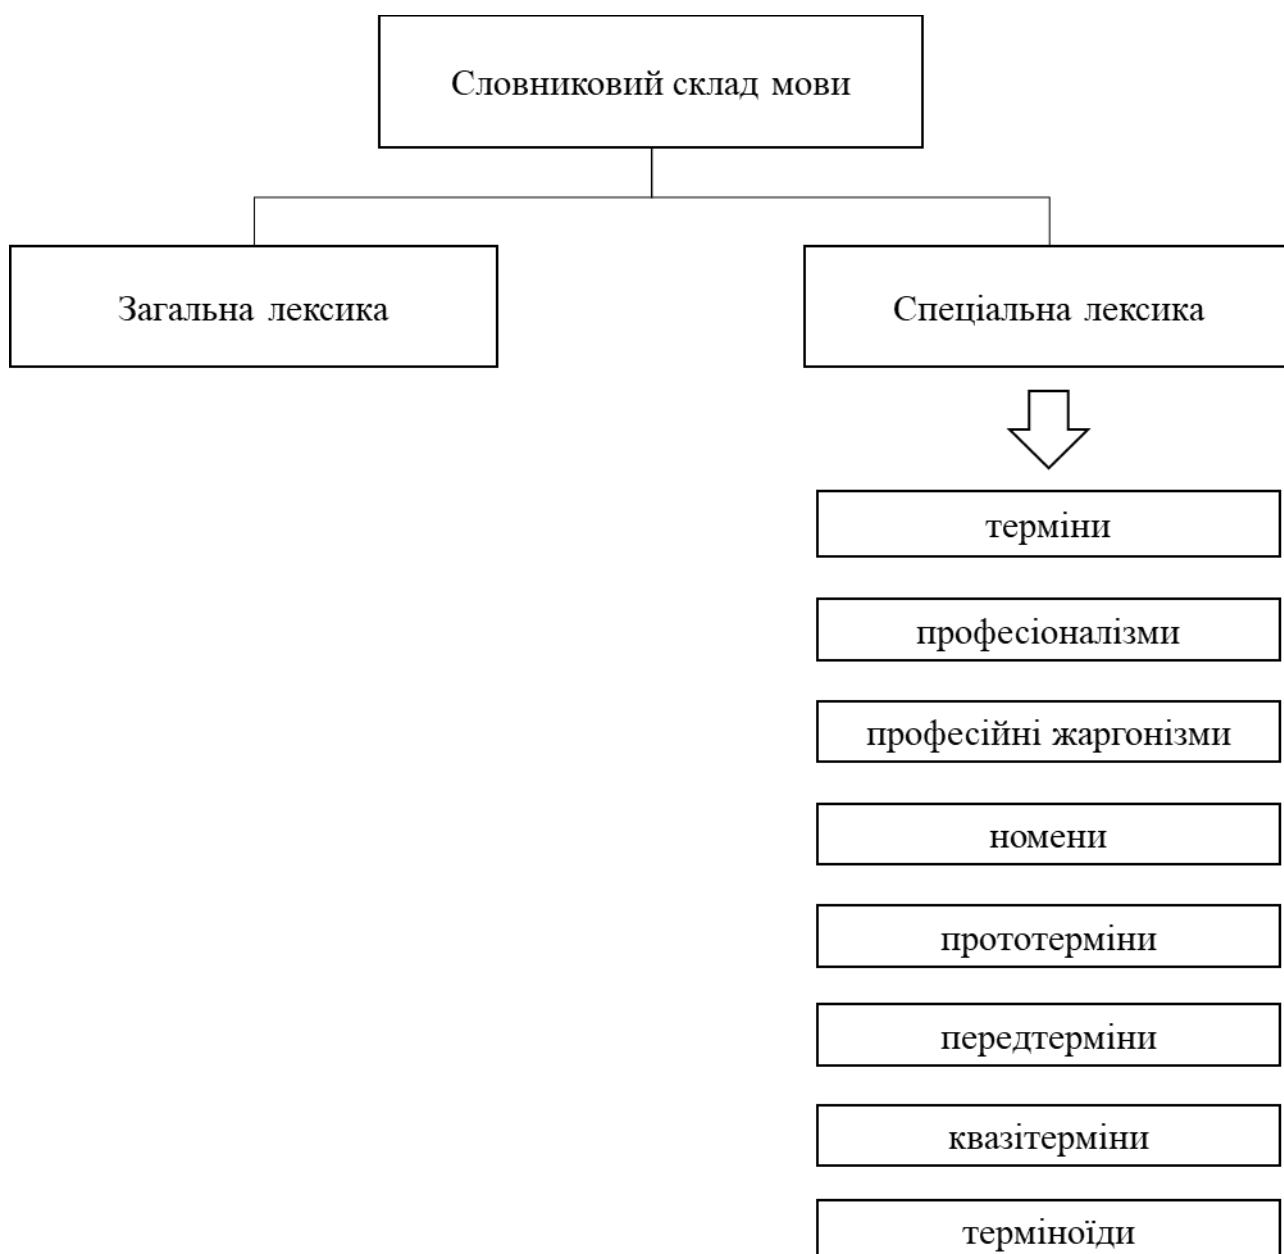 Словниковий склад мови
Загальна лексика
Спеціальна лексика
терміни
професіоналізми
професійні жаргонізми
номени
прототерміни
передтерміни
квазітерміни
терміноїди